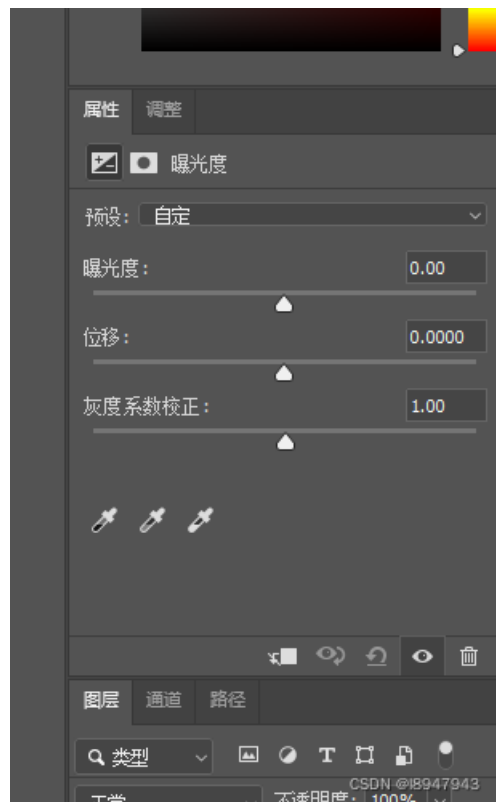 属性 调整
曝光度
预设: 自定
曝光度: 0.00
位移: 0.0000
灰度系数校正: 1.00
图层 通道 路径
类型
正常 不透明度: 100%
CSDN @l8947943